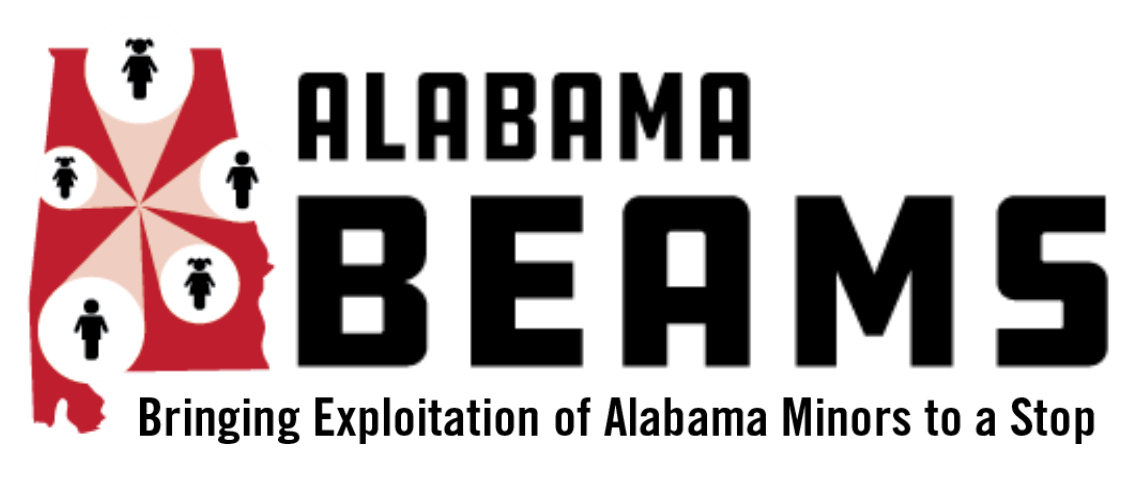 ALABAMA
BEAMS
Bringing Exploitation of Alabama Minors to a Stop